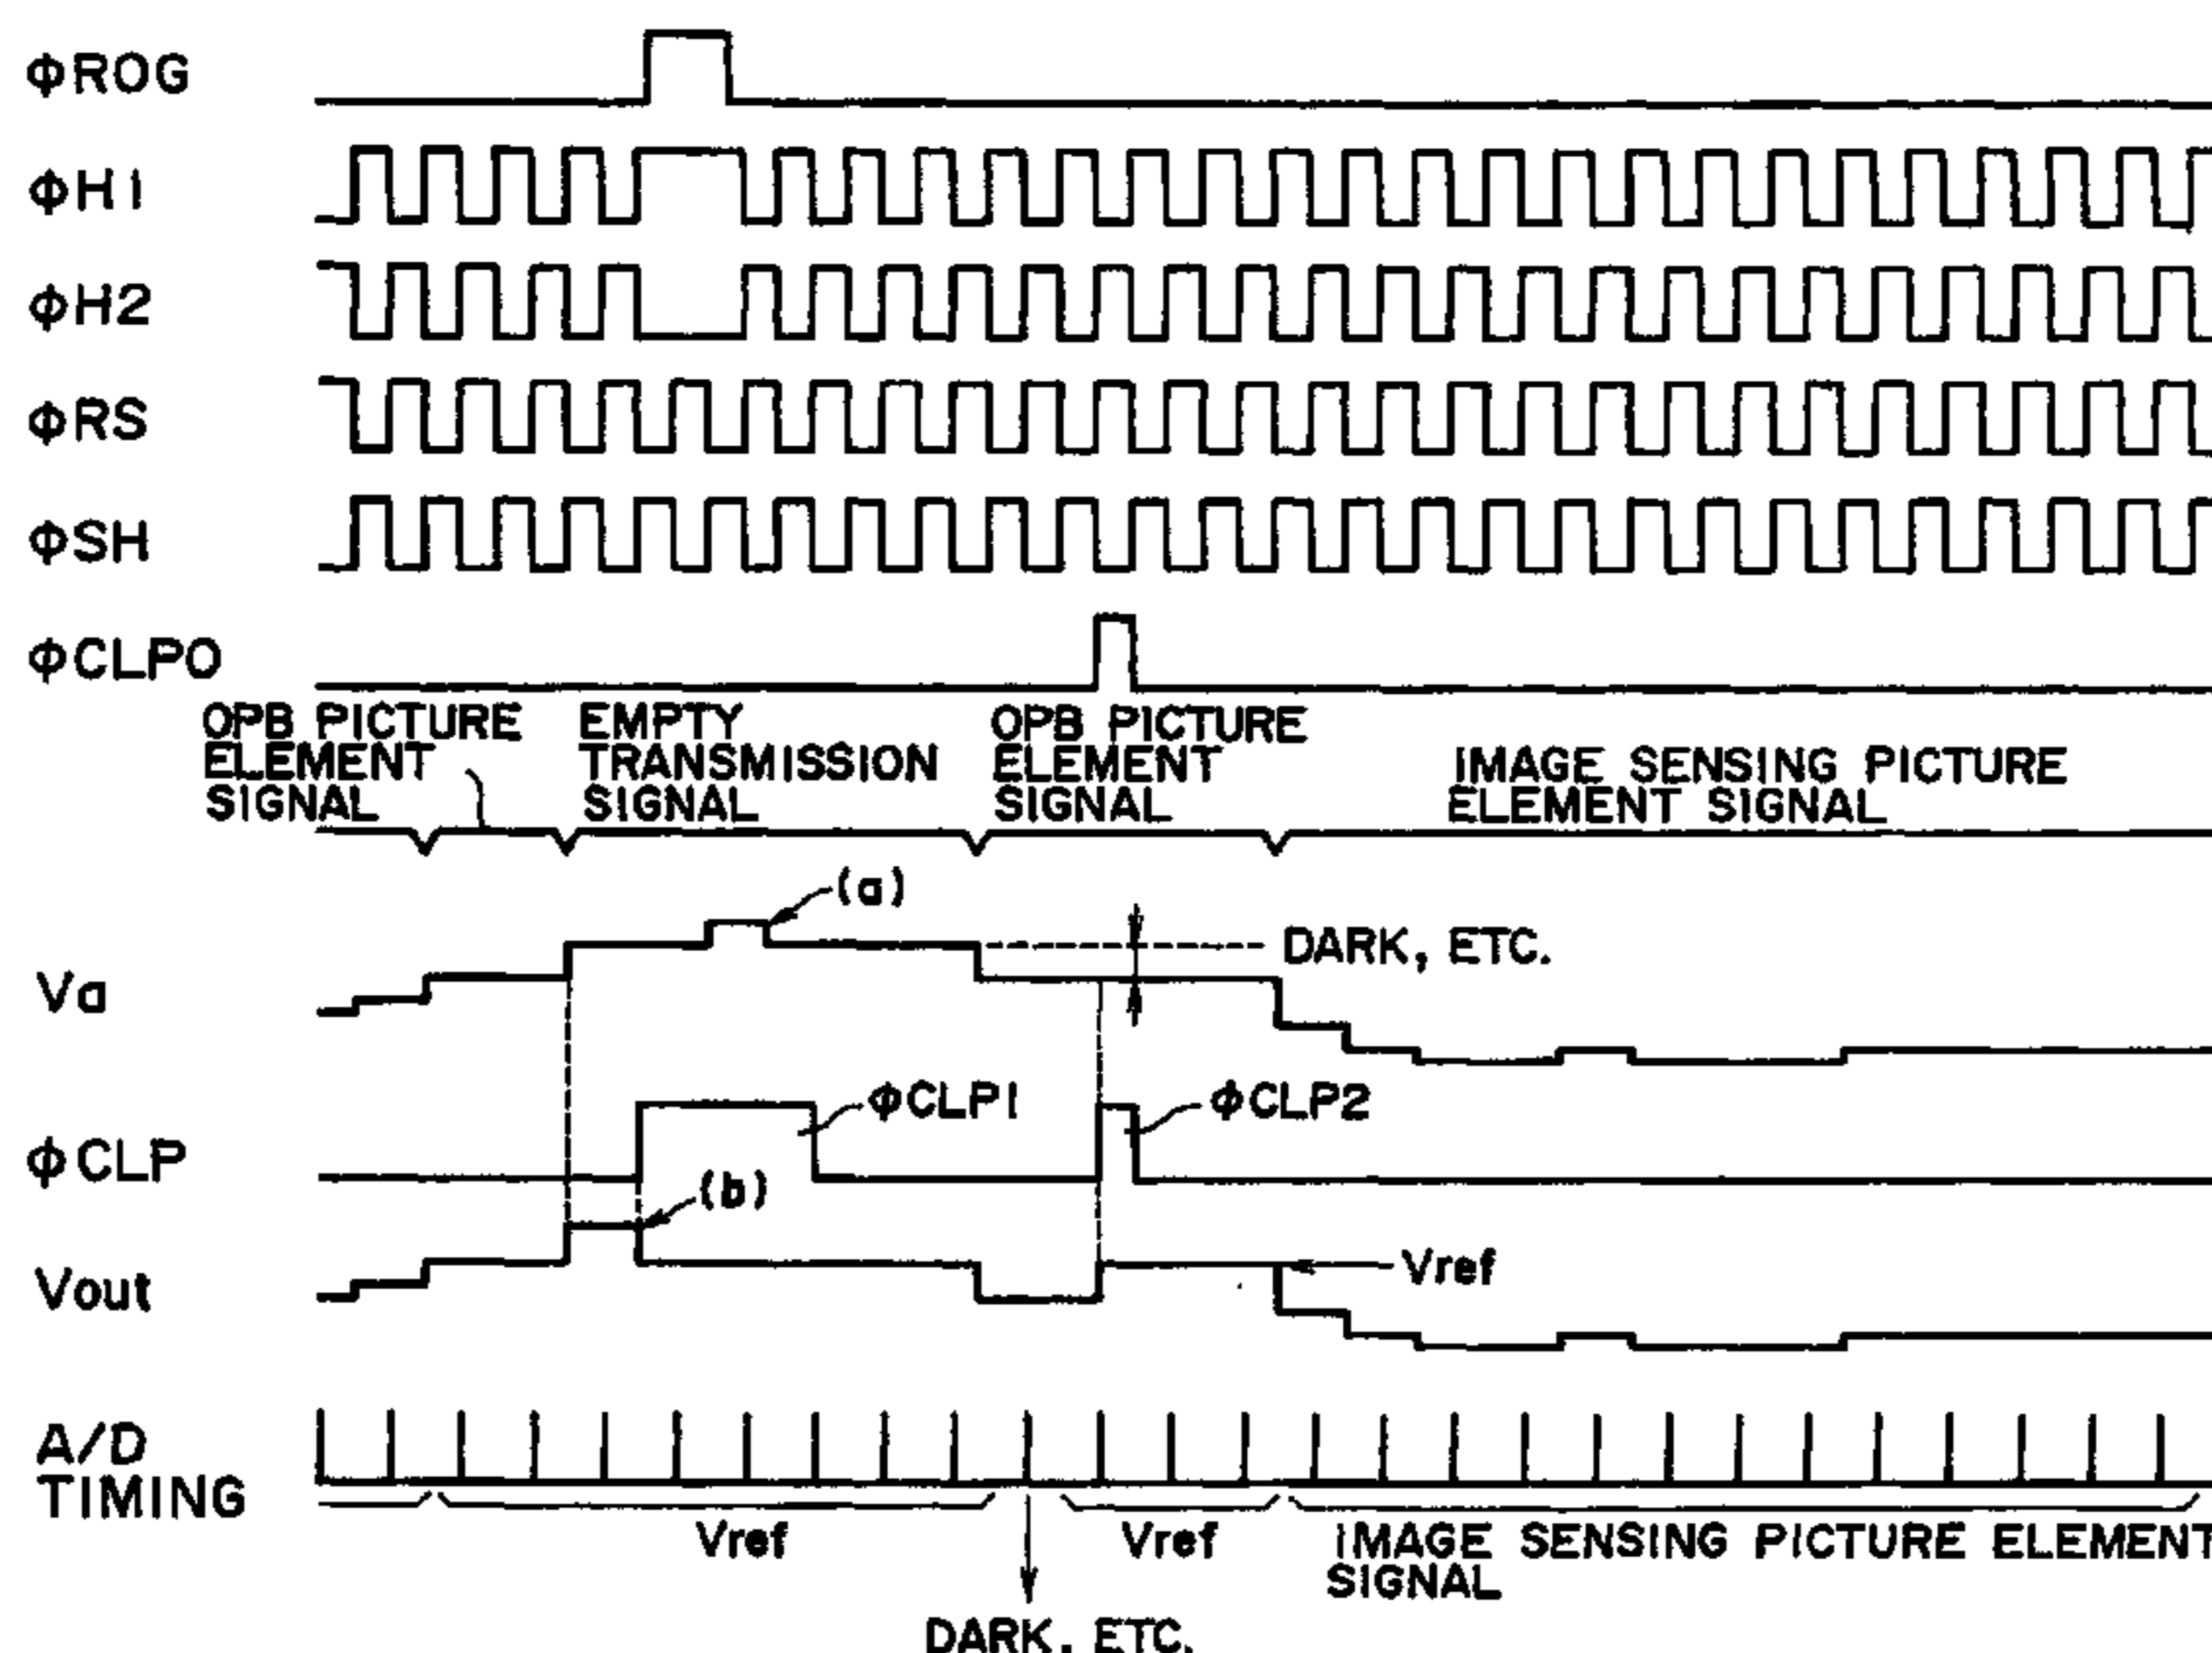 ΦROG
ΦH1
ΦH2
ΦRS
ΦSH
ΦCLPO
OPB PICTURE
ELEMENT
SIGNAL
EMPTY
TRANSMISSION
SIGNAL
OPB PICTURE
ELEMENT
SIGNAL
IMAGE SENSING PICTURE
ELEMENT SIGNAL
(a)
DARK, ETC.
Va
ΦCLP1
ΦCLP2
ΦCLP
(b)
Vref
Vout
A/D
TIMING
Vref
Vref
IMAGE SENSING PICTURE ELEMENT
SIGNAL
DARK, ETC.